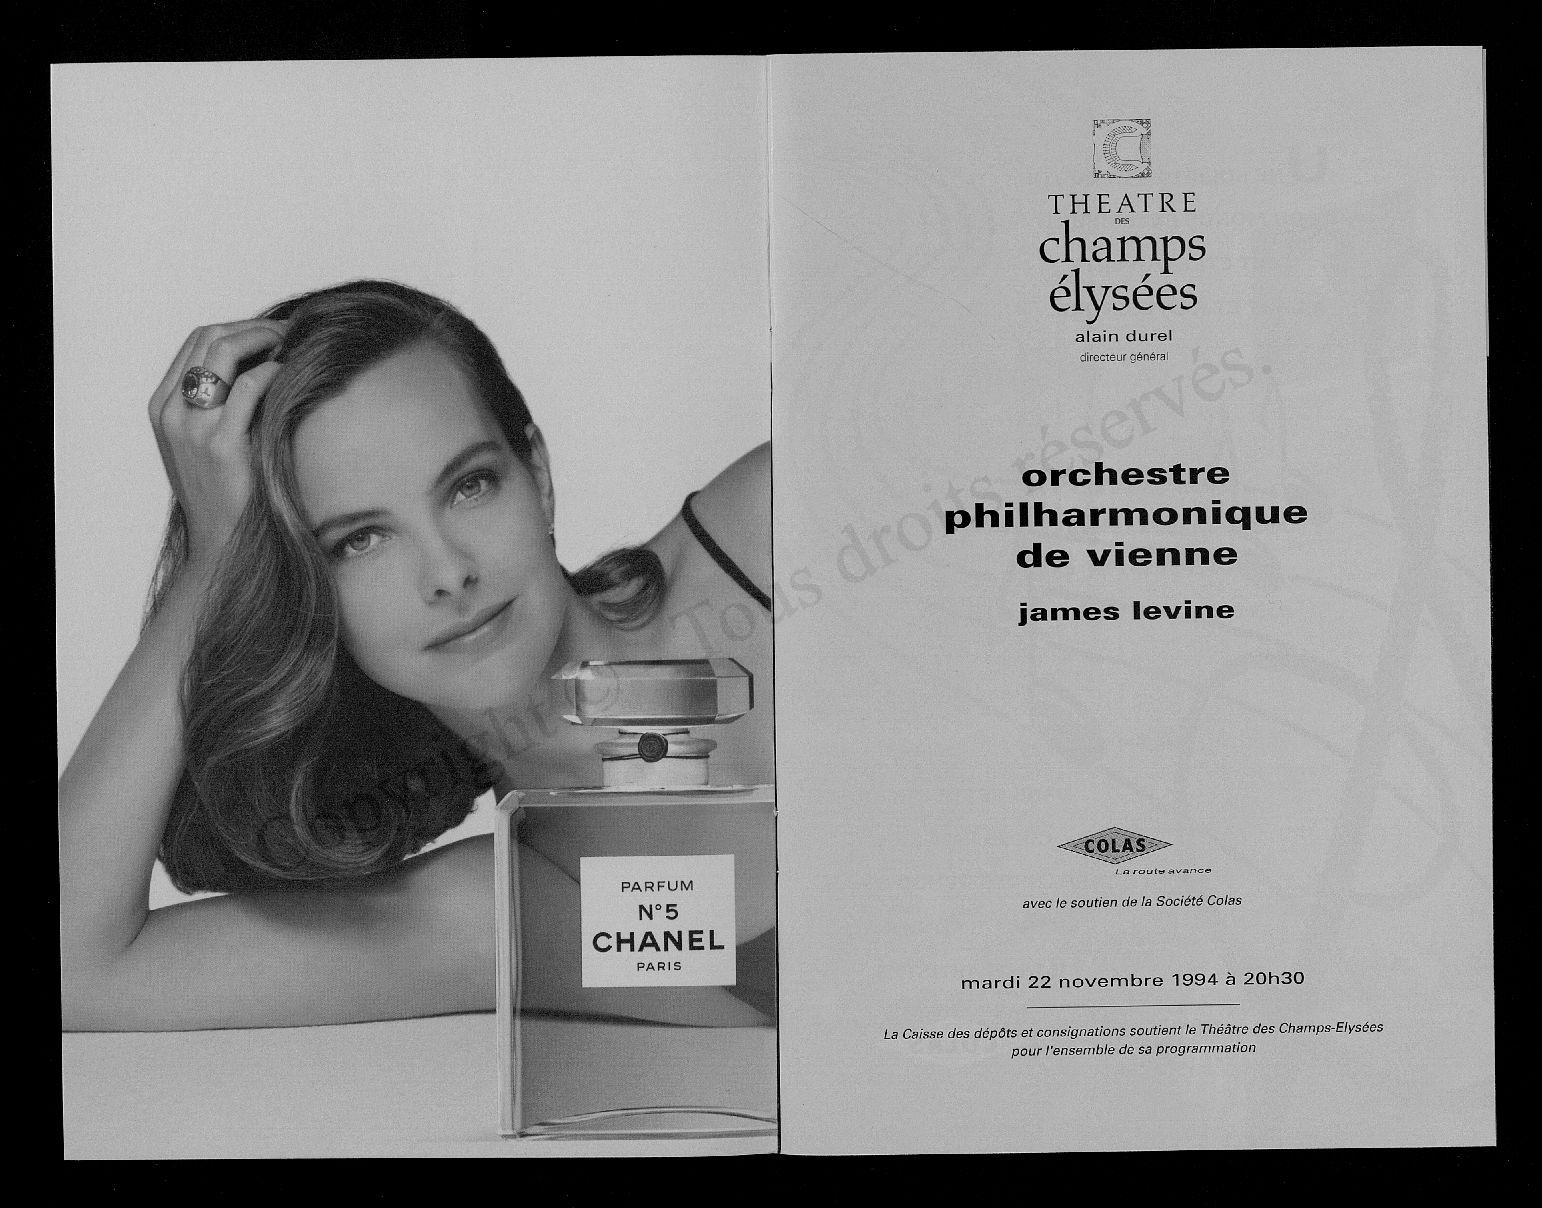 PARFUM
N°5
CHANEL
PARIS
THEATRE
DES
champs
élysées
alain durel
directeur général
orchestre
philharmonique
de vienne
james levine
COLAS
La route avance
avec le soutien de la Société Colas
mardi 22 novembre 1994 à 20h30
La Caisse des dépôts et consignations soutient le Théâtre des Champs-Elysées
pour l'ensemble de sa programmation
Copyright © Tous droits réservés.